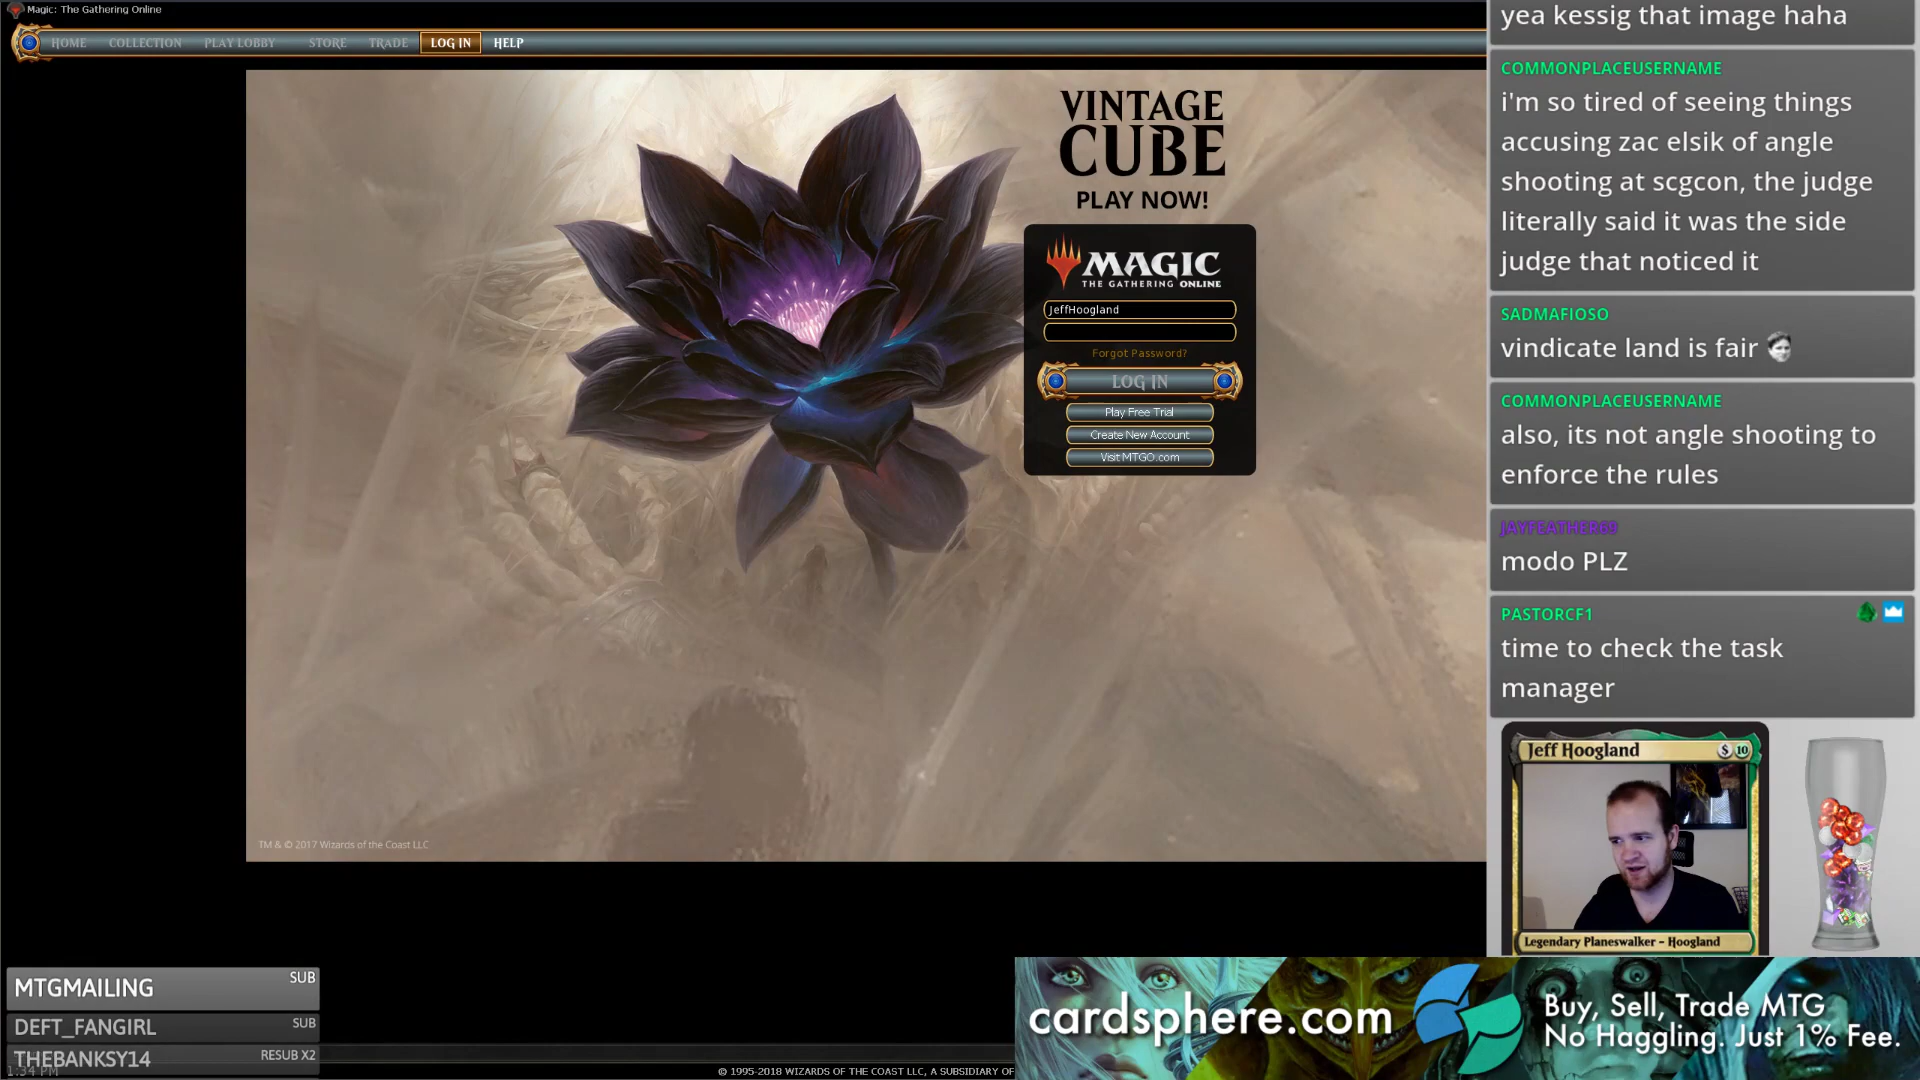 Magic: The Gathering Online
HOME COLLECTION PLAY LOBBY STORE TRADE LOG IN HELP
VINTAGE
CUBE
PLAY NOW!
MAGIC
THE GATHERING ONLINE
JeffHoogland
Forgot Password?
LOG IN
Play Free Trial
Create New Account
Visit MTGO.com
TM & © 2017 Wizards of the Coast LLC
yea kessig that image haha
COMMONPLACEUSERNAME
i'm so tired of seeing things
accusing zac elsik of angle
shooting at scgcon, the judge
literally said it was the side
judge that noticed it
SADMAFIOSO
vindicate land is fair
COMMONPLACEUSERNAME
also, its not angle shooting to
enforce the rules
JAYFEATHER69
modo PLZ
PASTORCF1
time to check the task
manager
Jeff Hoogland $ 10
Legendary Planeswalker - Hoogland
MTGMAILING SUB
DEFT_FANGIRL SUB
THEBANKSY14 RESUB X2
1:34 PM
© 1995-2018 WIZARDS OF THE COAST LLC, A SUBSIDIARY OF
cardsphere.com
Buy, Sell, Trade MTG
No Haggling. Just 1% Fee.